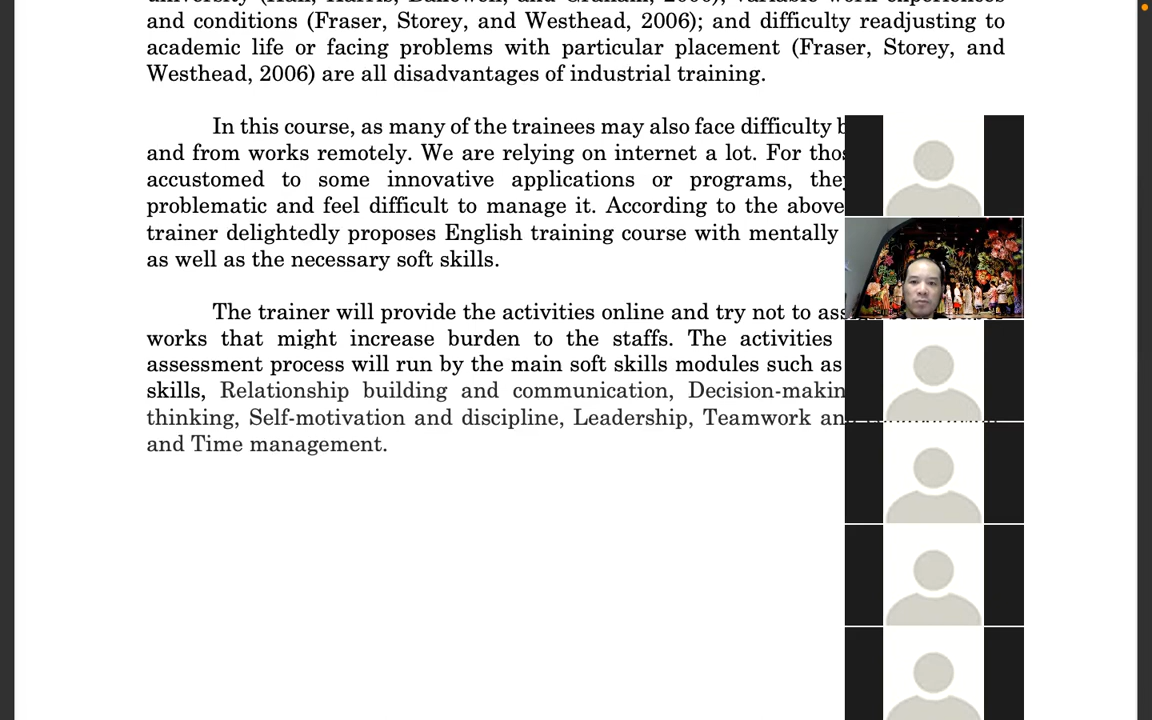 and conditions (Fraser, Storey, and Westhead, 2006); and difficulty readjusting to
academic life or facing problems with particular placement (Fraser, Storey, and
Westhead, 2006) are all disadvantages of industrial training.
In this course, as many of the trainees may also face difficulty
and from works remotely. We are relying on internet a lot. For
accustomed to some innovative applications or programs,
problematic and feel difficult to manage it. According to the above
trainer delightedly proposes English training course with mentally
as well as the necessary soft skills.
The trainer will provide the activities online and try not to
works that might increase burden to the staffs. The activities
assessment process will run by the main soft skills modules such as
skills, Relationship building and communication,
thinking, Self-motivation and discipline, Leadership, Teamwork
and Time management.